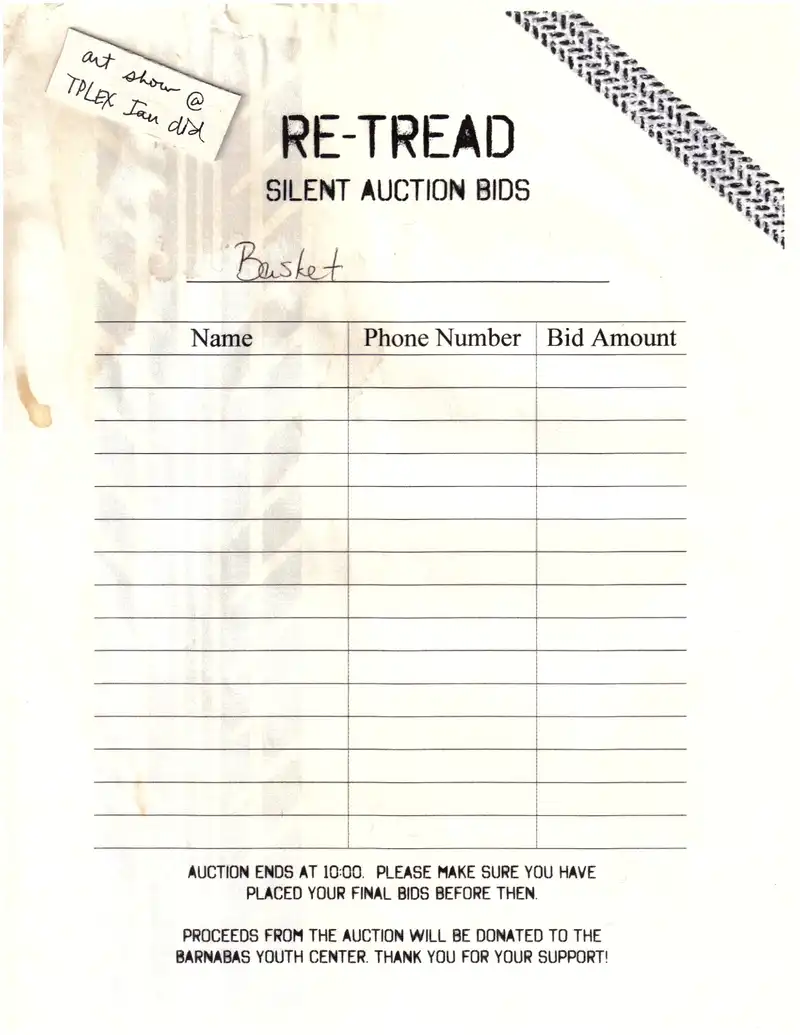 art show @
TPLEX Ian did
RE-TREAD
SILENT AUCTION BIDS
Basket
Name Phone Number Bid Amount
AUCTION ENDS AT 10:00. PLEASE MAKE SURE YOU HAVE
PLACED YOUR FINAL BIDS BEFORE THEN.
PROCEEDS FROM THE AUCTION WILL BE DONATED TO THE
BARNABAS YOUTH CENTER. THANK YOU FOR YOUR SUPPORT!